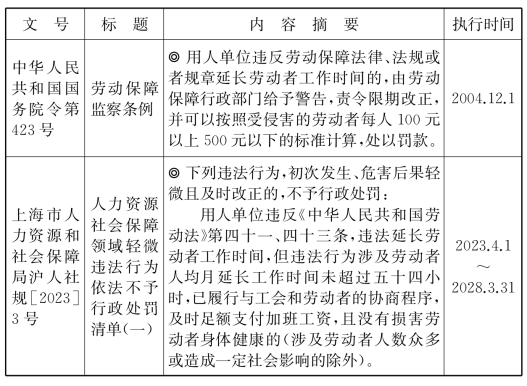 文 号
标 题
内 容 摘 要
执行时间
中华人民
共和国国
务院令第
423号
劳动保障
监察条例
◎ 用人单位违反劳动保障法律、法规或
者规章延长劳动者工作时间的,由劳动
保障行政部门给予警告,责令限期改正,
并可以按照受侵害的劳动者每人 100 元
以上 500 元以下的标准计算,处以罚款。
2004.12.1
上海市人
力资源和
社会保障
局沪人社
规[2023]
3号
人力资源
社会保障
领域轻微
违法行为
依法不予
行政处罚
清单(一)
◎ 下列违法行为,初次发生、危害后果轻
微且及时改正的,不予行政处罚:
用人单位违反《中华人民共和国劳
动法》第四十一、四十三条,违法延长劳
动者工作时间,但违法行为涉及劳动者
人均月延长工作时间未超过五十四小
时,已履行与工会和劳动者的协商程序,
及时足额支付加班工资,且没有损害劳
动者身体健康的(涉及劳动者人数众多
或造成一定社会影响的除外)。
2023.4.1
~
2028.3.31